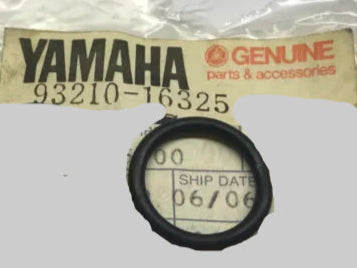 YAMAHA
GENUINE
parts & accessories
93210-16325
00
SHIP DATE
06/06